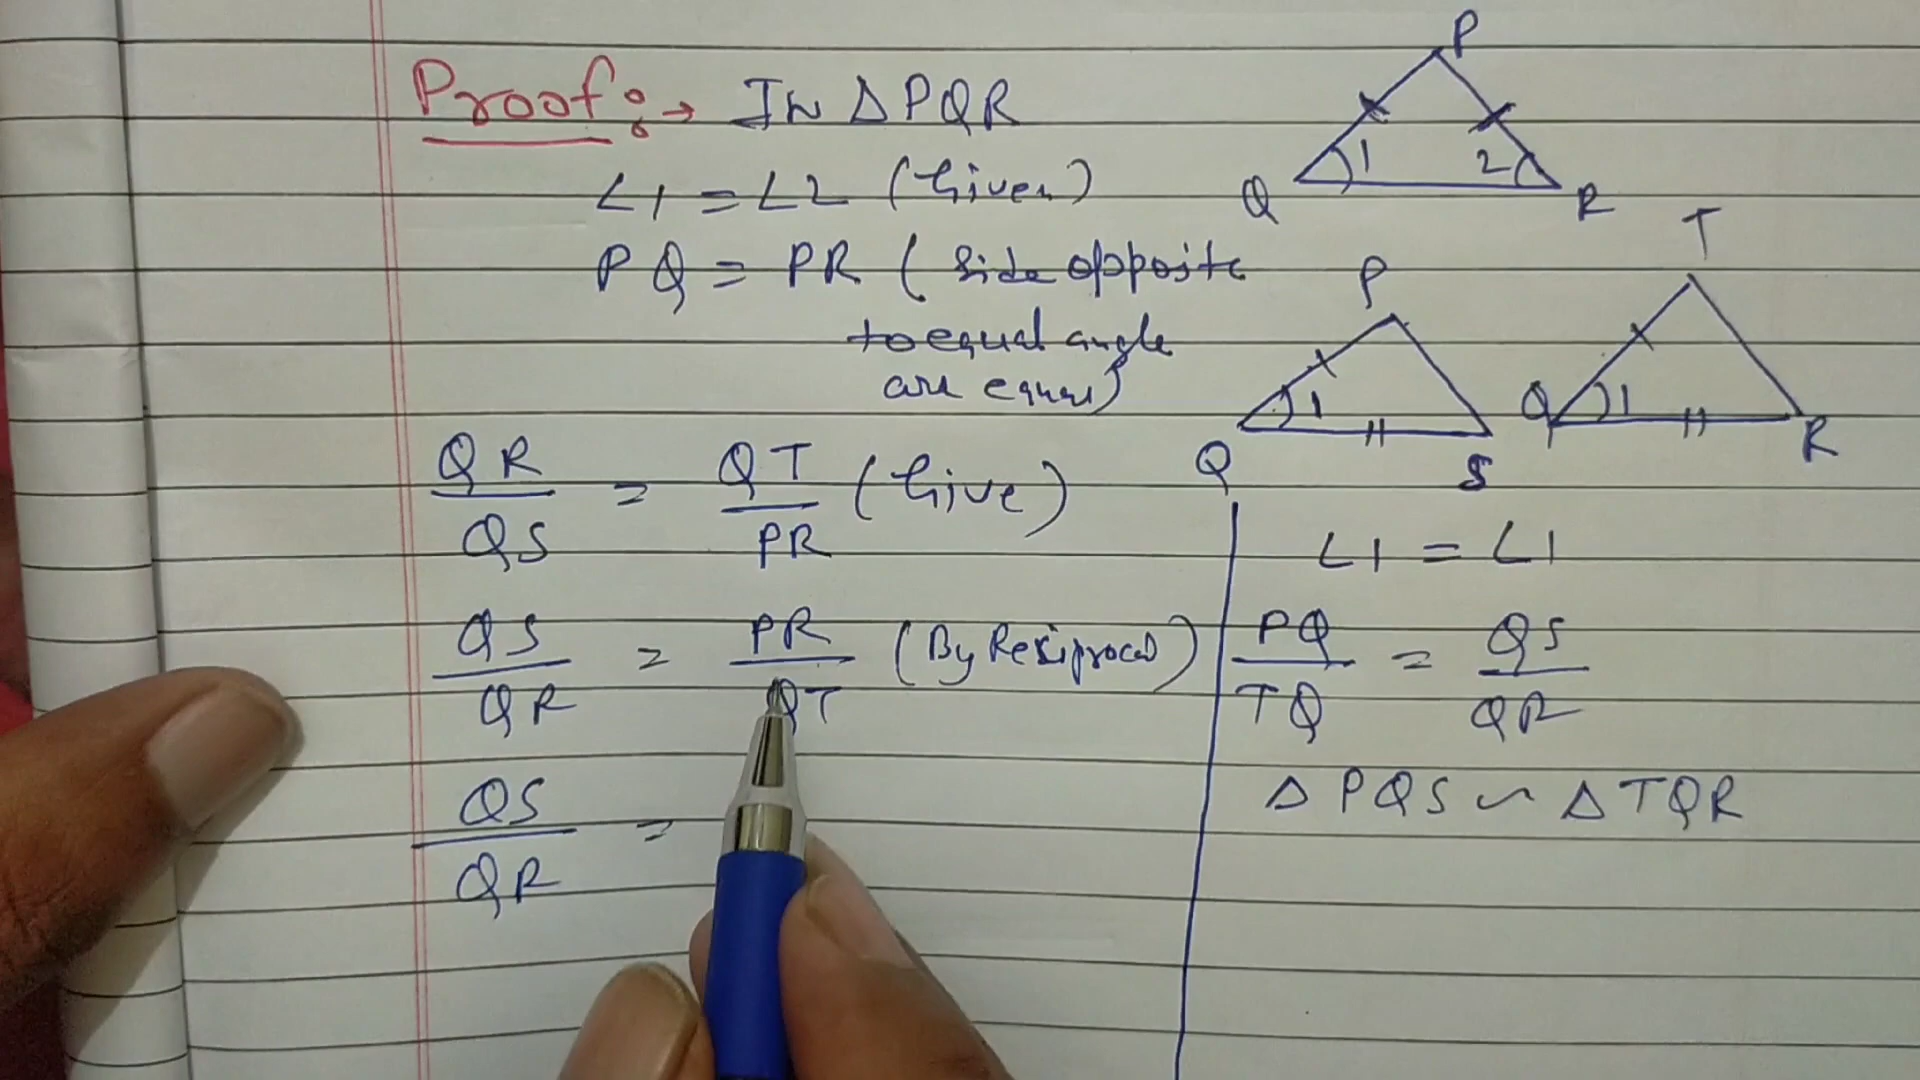 Proof:→ IN △PQR
∠1 = ∠2 (Given)
PQ = PR (Side opposite
to equal angle
are equal)
QR/QS = QT/PR (Give)
QS/QR = PR/QT (By Reciprocal)
QS/QR =
P
1 2
Q R
P
1
Q S
T
1
Q R
∠1 = ∠1
PQ/TQ = QS/QR
△PQS ~ △TQR